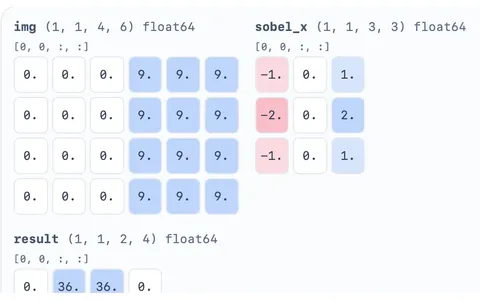 img (1, 1, 4, 6) float64
[0, 0, :, :]
0. 0. 0. 9. 9. 9.
0. 0. 0. 9. 9. 9.
0. 0. 0. 9. 9. 9.
0. 0. 0. 9. 9. 9.
sobel_x (1, 1, 3, 3) float64
[0, 0, :, :]
−1. 0. 1.
−2. 0. 2.
−1. 0. 1.
result (1, 1, 2, 4) float64
[0, 0, :, :]
0. 36. 36. 0.